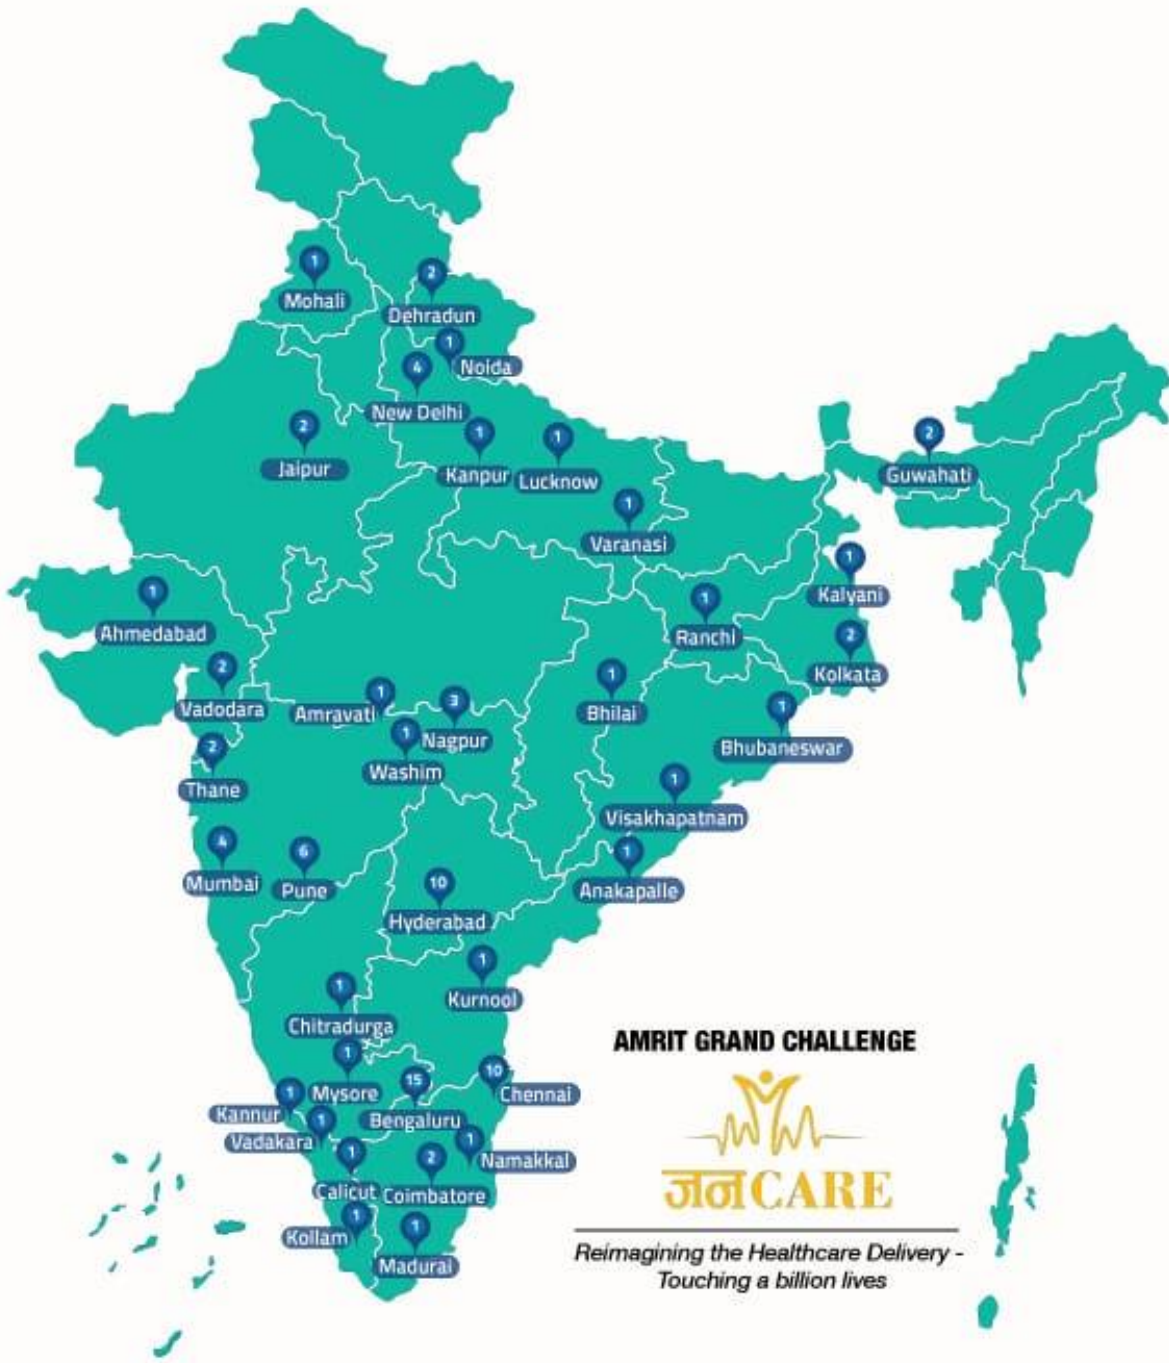 1
Mohali
2
Dehradun
1
Noida
4
New Delhi
2
Jaipur
1
Kanpur
1
Lucknow
2
Guwahati
1
Varanasi
1
Kalyani
1
Ahmedabad
1
Ranchi
2
Kolkata
2
Vadodara
1
Amravati
3
Nagpur
1
Bhilai
1
Bhubaneswar
1
Washim
2
Thane
1
Visakhapatnam
4
Mumbai
6
Pune
10
Hyderabad
1
Anakapalle
1
Kurnool
1
Chitradurga
1
Mysore
15
Bengaluru
10
Chennai
1
Kannur
1
Vadakara
1
Calicut
2
Coimbatore
1
Namakkal
1
Kollam
1
Madurai
AMRIT GRAND CHALLENGE
जनCARE
Reimagining the Healthcare Delivery -
Touching a billion lives